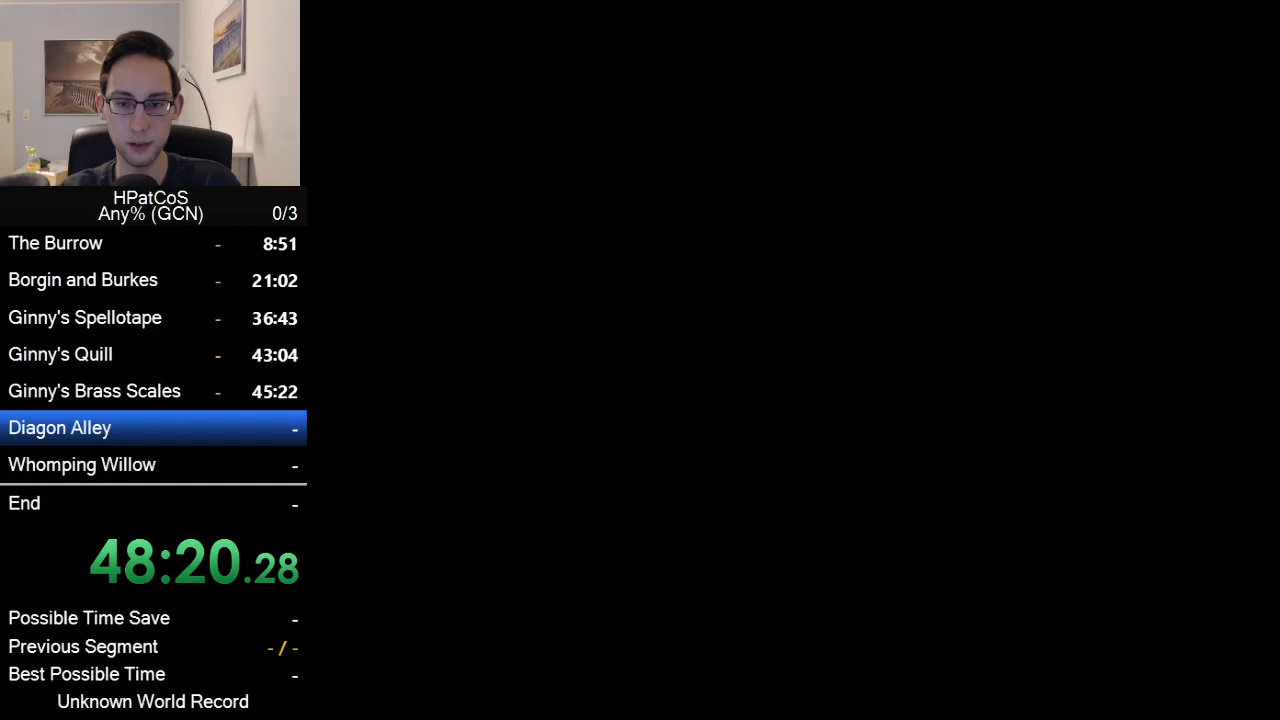 HPatCoS
Any% (GCN) 0/3
The Burrow - 8:51
Borgin and Burkes - 21:02
Ginny's Spellotape - 36:43
Ginny's Quill - 43:04
Ginny's Brass Scales - 45:22
Diagon Alley -
Whomping Willow -
End -
48:20.28
Possible Time Save -
Previous Segment - / -
Best Possible Time -
Unknown World Record